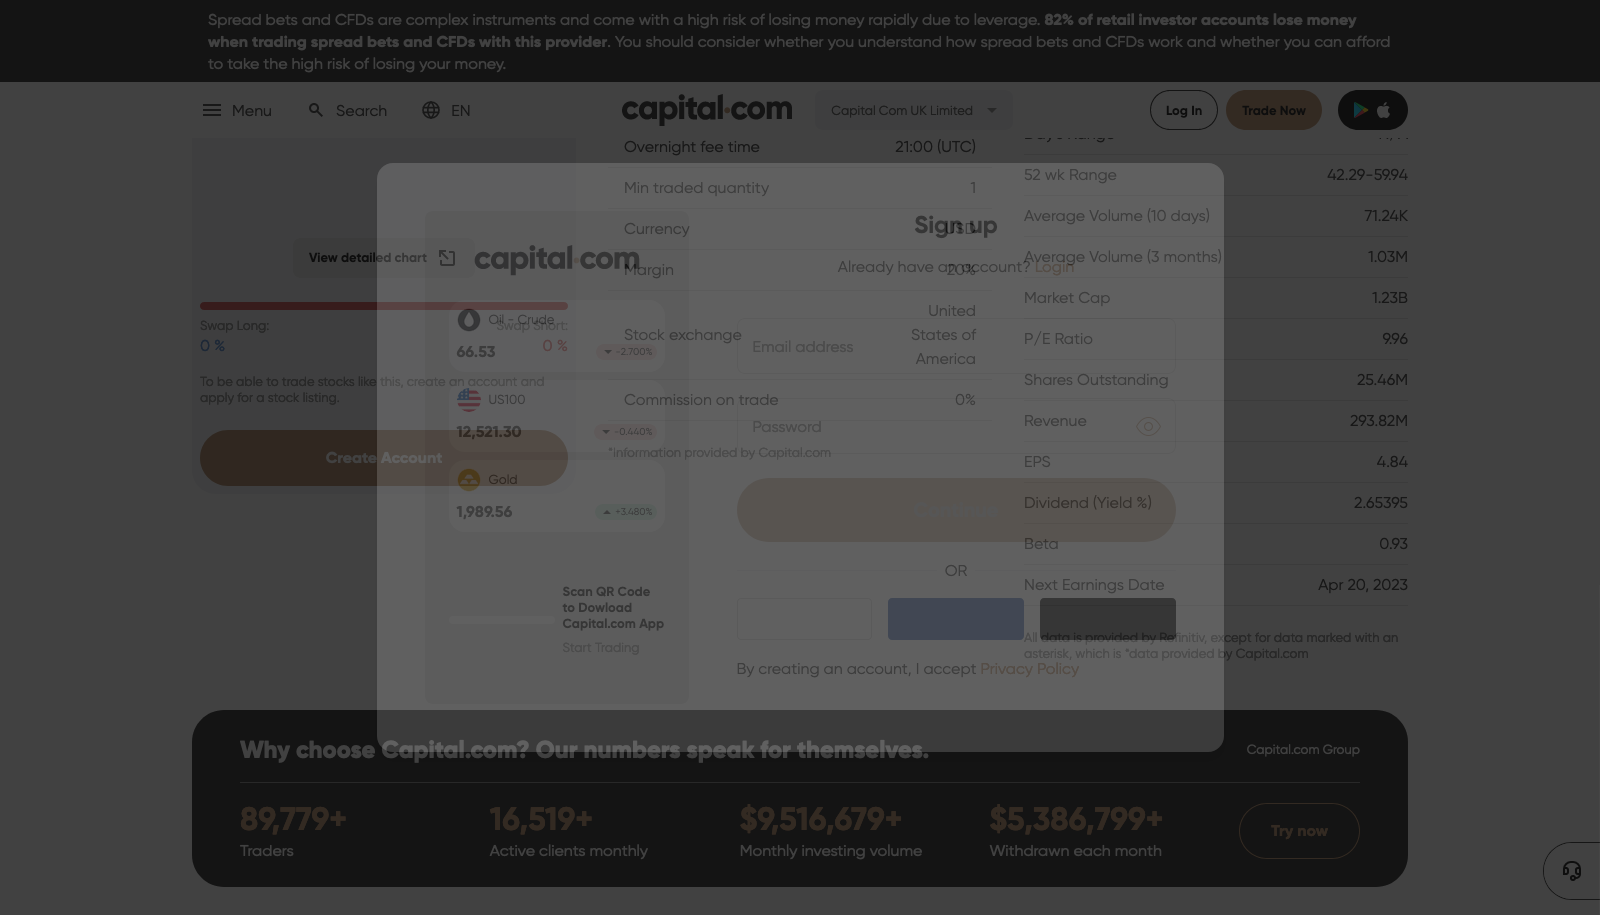 Spread bets and CFDs are complex instruments and come with a high risk of losing money rapidly due to leverage. 82% of retail investor accounts lose money
when trading spread bets and CFDs with this provider. You should consider whether you understand how spread bets and CFDs work and whether you can afford
to take the high risk of losing your money.
Menu
Search
EN
capital.com
Capital Com UK Limited
Log In
Trade Now
View detailed chart
Swap Long:
0 %
Swap Short:
0 %
To be able to trade stocks like this, create an account and
apply for a stock listing.
Create Account
Overnight fee time 21:00 (UTC)
Min traded quantity 1
Currency USD
Margin 20%
Stock exchange United
States of
America
Commission on trade 0%
*Information provided by Capital.com
52 wk Range 42.29-59.94
Average Volume (10 days) 71.24K
Average Volume (3 months) 1.03M
Market Cap 1.23B
P/E Ratio 9.96
Shares Outstanding 25.46M
Revenue 293.82M
EPS 4.84
Dividend (Yield %) 2.65395
Beta 0.93
Next Earnings Date Apr 20, 2023
All data is provided by Refinitiv, except for data marked with an
asterisk, which is *data provided by Capital.com
capital.com
Oil - Crude
66.53 -2.700%
US100
12,521.30 -0.440%
Gold
1,989.56 +3.480%
Scan QR Code
to Dowload
Capital.com App
Start Trading
Sign up
Already have an account? Login
Email address
Password
OR
By creating an account, I accept Privacy Policy
Why choose Capital.com? Our numbers speak for themselves.
Capital.com Group
89,779+
Traders
16,519+
Active clients monthly
$9,516,679+
Monthly investing volume
$5,386,799+
Withdrawn each month
Try now